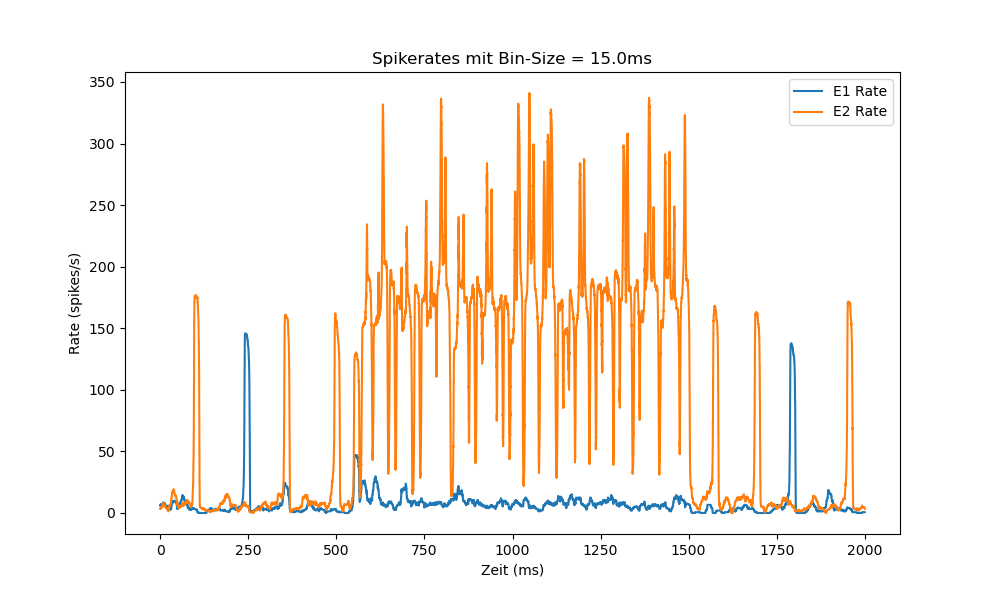 Spikerates mit Bin-Size = 15.0ms
E1 Rate
E2 Rate
Rate (spikes/s)
350
300
250
200
150
100
50
0
0 250 500 750 1000 1250 1500 1750 2000
Zeit (ms)